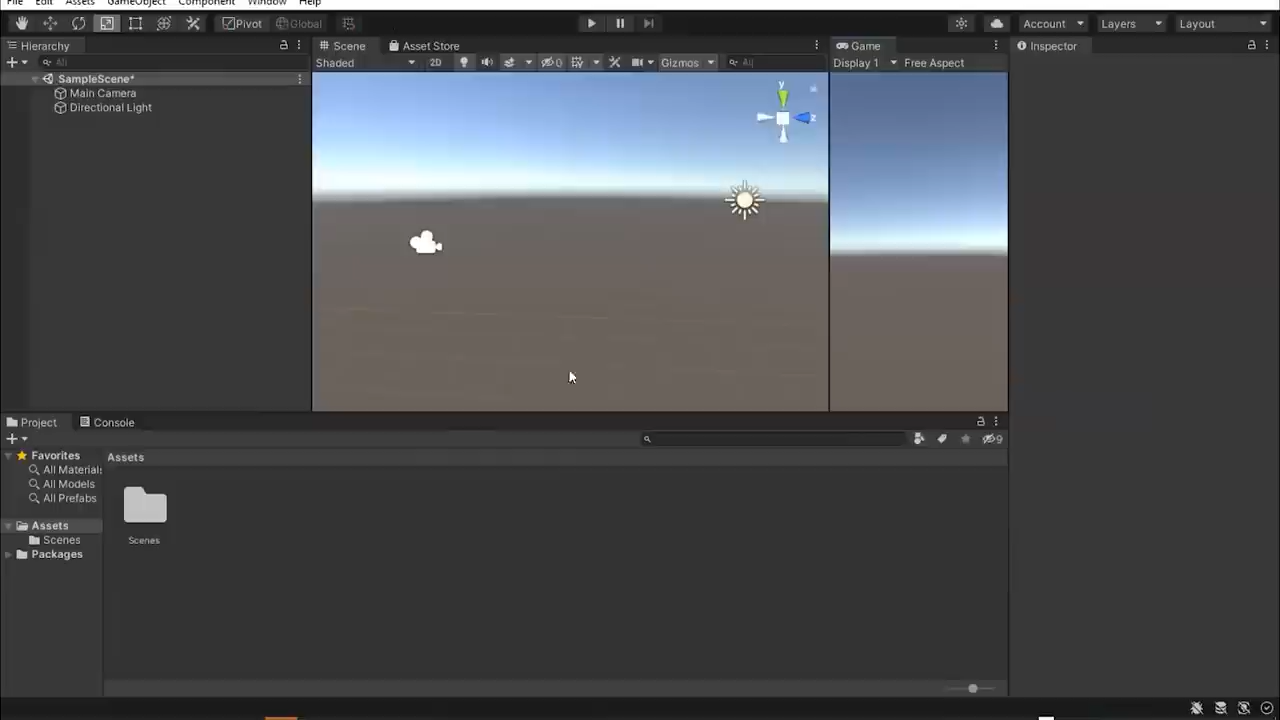 File Edit Assets GameObject Component Window Help
Pivot Global Account Layers Layout
Hierarchy Scene Asset Store Game Inspector
All Shaded 2D 0 Gizmos All Display 1 Free Aspect
SampleScene*
Main Camera
Directional Light
y
z
Project Console
9
Favorites Assets
All Materials
All Models
All Prefabs
Assets
Scenes Scenes
Packages